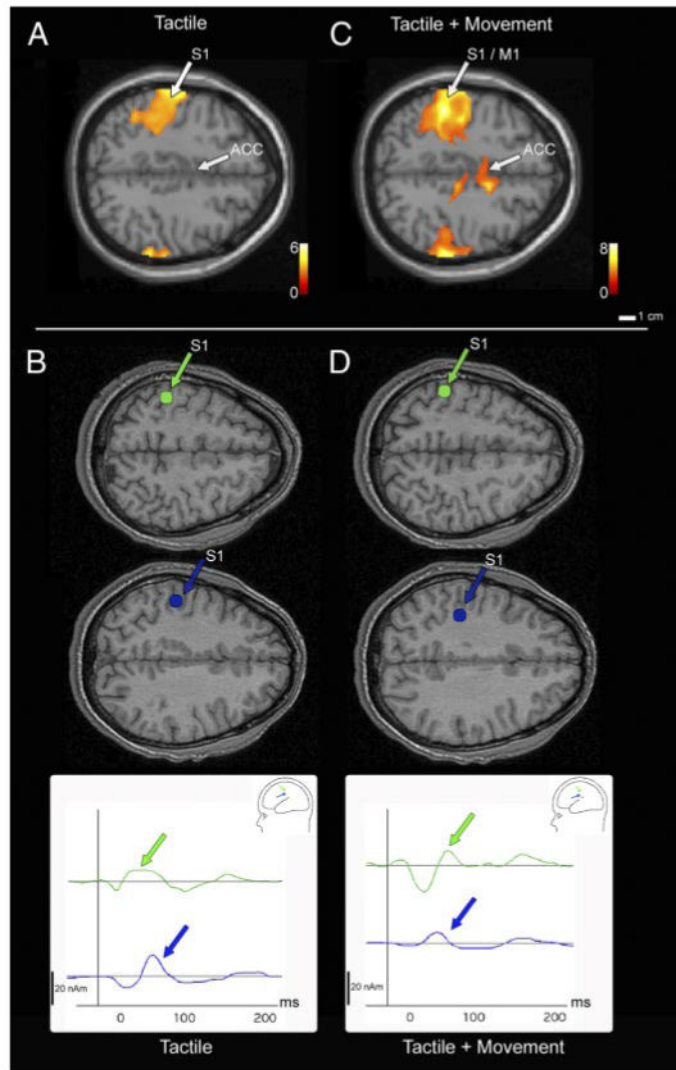 Tactile
Tactile + Movement
A
C
S1
S1 / M1
ACC
ACC
6
0
8
0
1 cm
B
D
S1
S1
S1
S1
20 nAm
ms
0 100 200
Tactile
20 nAm
ms
0 100 200
Tactile + Movement